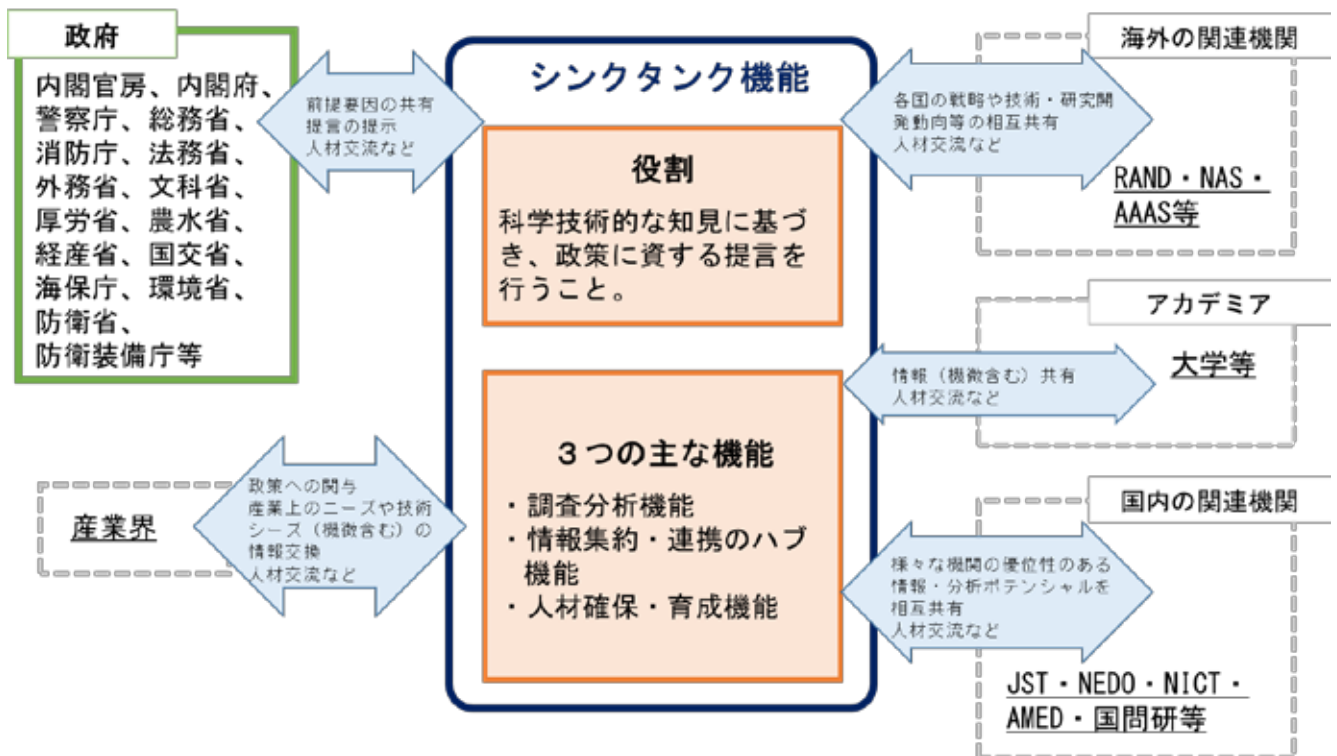 政府
内閣官房、内閣府、
警察庁、総務省、
消防庁、法務省、
外務省、文科省、
厚労省、農水省、
経産省、国交省、
海保庁、環境省、
防衛省、
防衛装備庁等
前提要因の共有
提言の提示
人材交流など
産業界
政策への関与
産業上のニーズや技術
シーズ（機微含む）の
情報交換
人材交流など
シンクタンク機能
役割
科学技術的な知見に基づ
き、政策に資する提言を
行うこと。
３つの主な機能
・調査分析機能
・情報集約・連携のハブ
機能
・人材確保・育成機能
海外の関連機関
各国の戦略や技術・研究開
発動向等の相互共有
人材交流など
RAND・NAS・
AAAS等
アカデミア
情報（機微含む）共有
人材交流など
大学等
国内の関連機関
様々な機関の優位性のある
情報・分析ポテンシャルを
相互共有
人材交流など
JST・NEDO・NICT・
AMED・国問研等